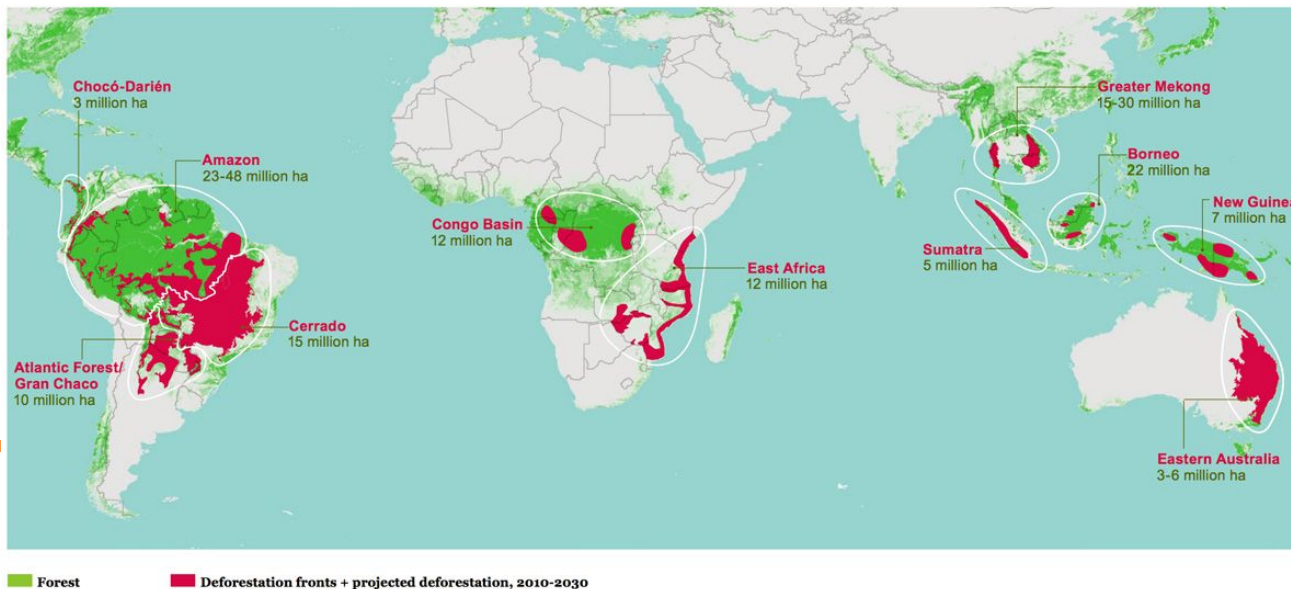 Chocó-Darién
3 million ha
Amazon
23-48 million ha
Cerrado
15 million ha
Atlantic Forest/
Gran Chaco
10 million ha
Congo Basin
12 million ha
East Africa
12 million ha
Greater Mekong
15-30 million ha
Borneo
22 million ha
New Guinea
7 million ha
Sumatra
5 million ha
Eastern Australia
3-6 million ha
Forest
Deforestation fronts + projected deforestation, 2010-2030